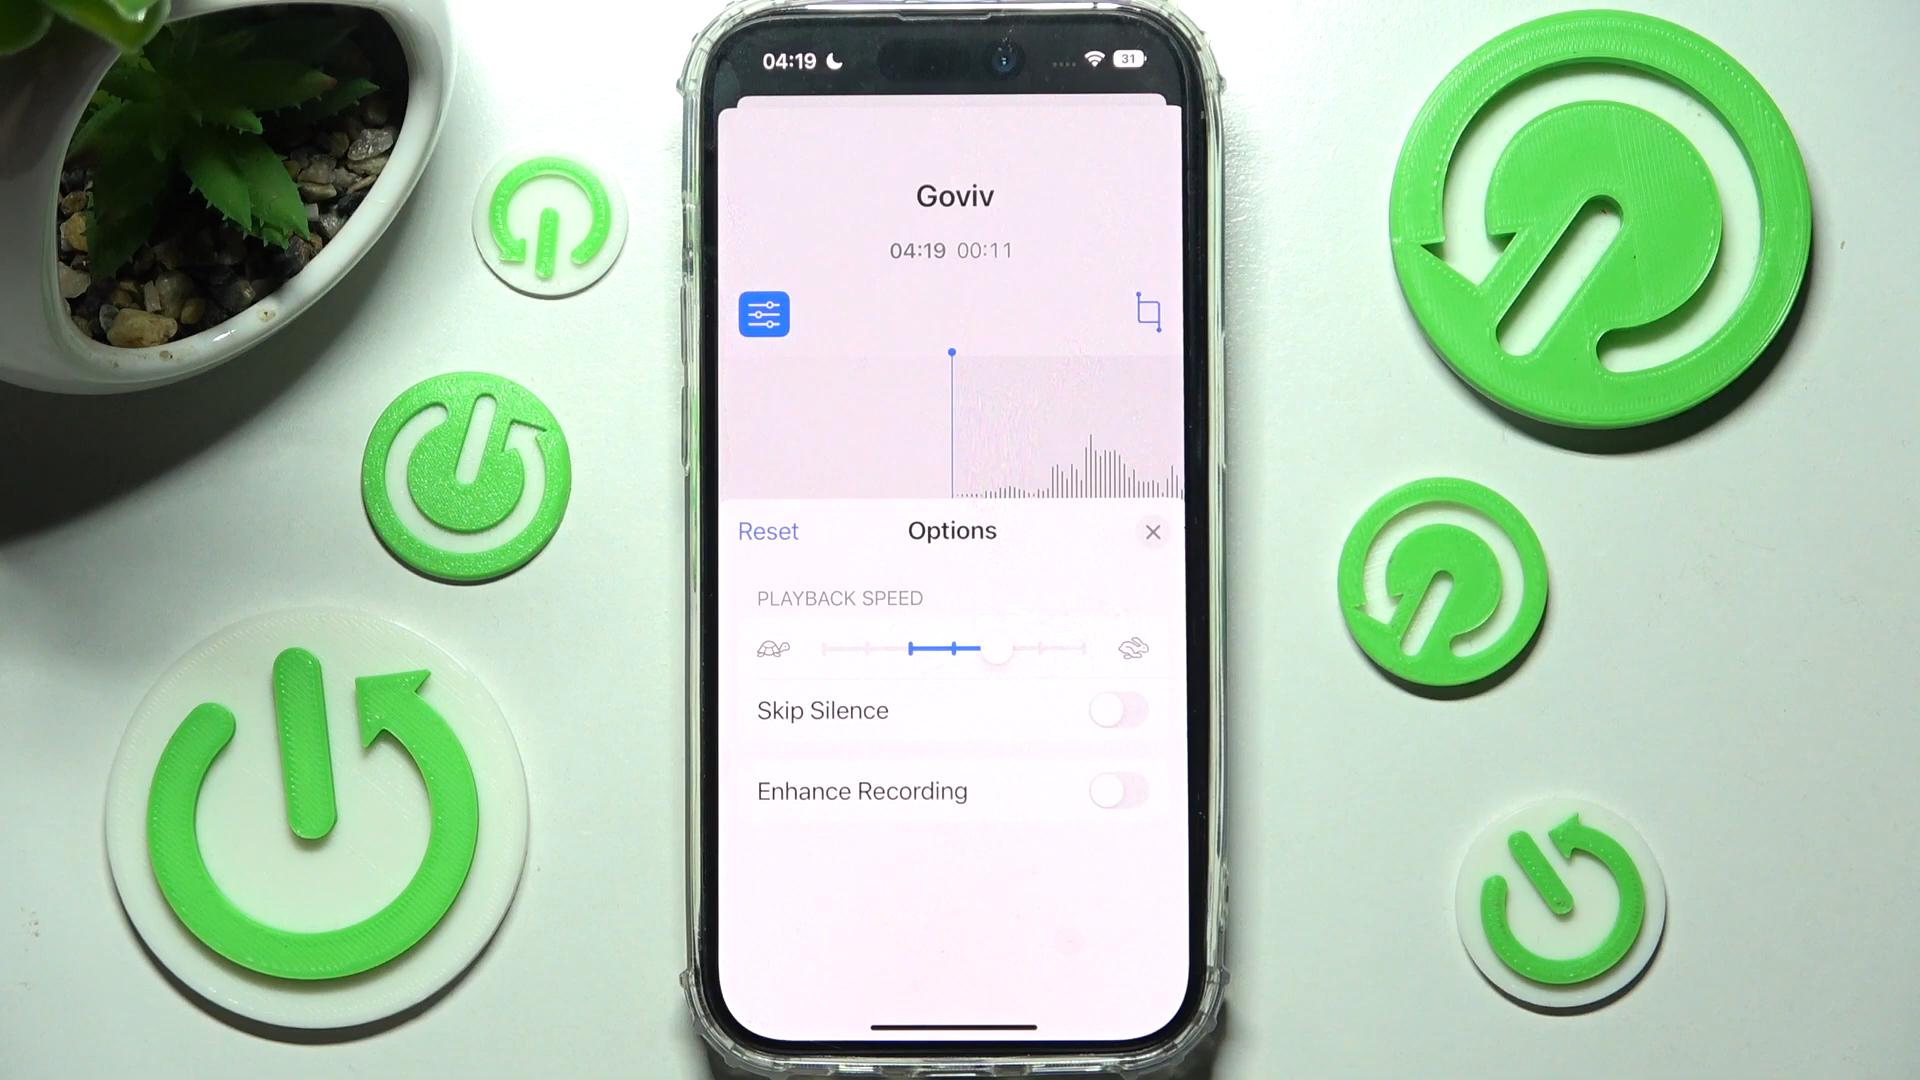 04:19 31
Goviv
04:19 00:11
Reset Options
PLAYBACK SPEED
Skip Silence
Enhance Recording